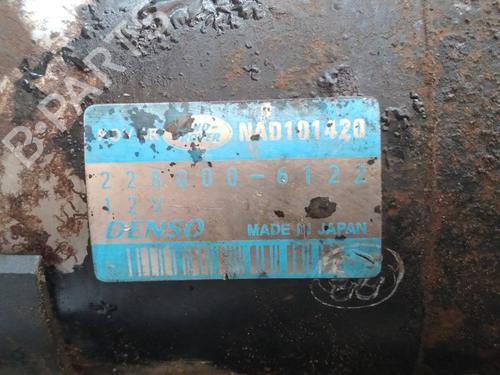 NAD101420
228000-6122
12V
DENSO MADE IN JAPAN